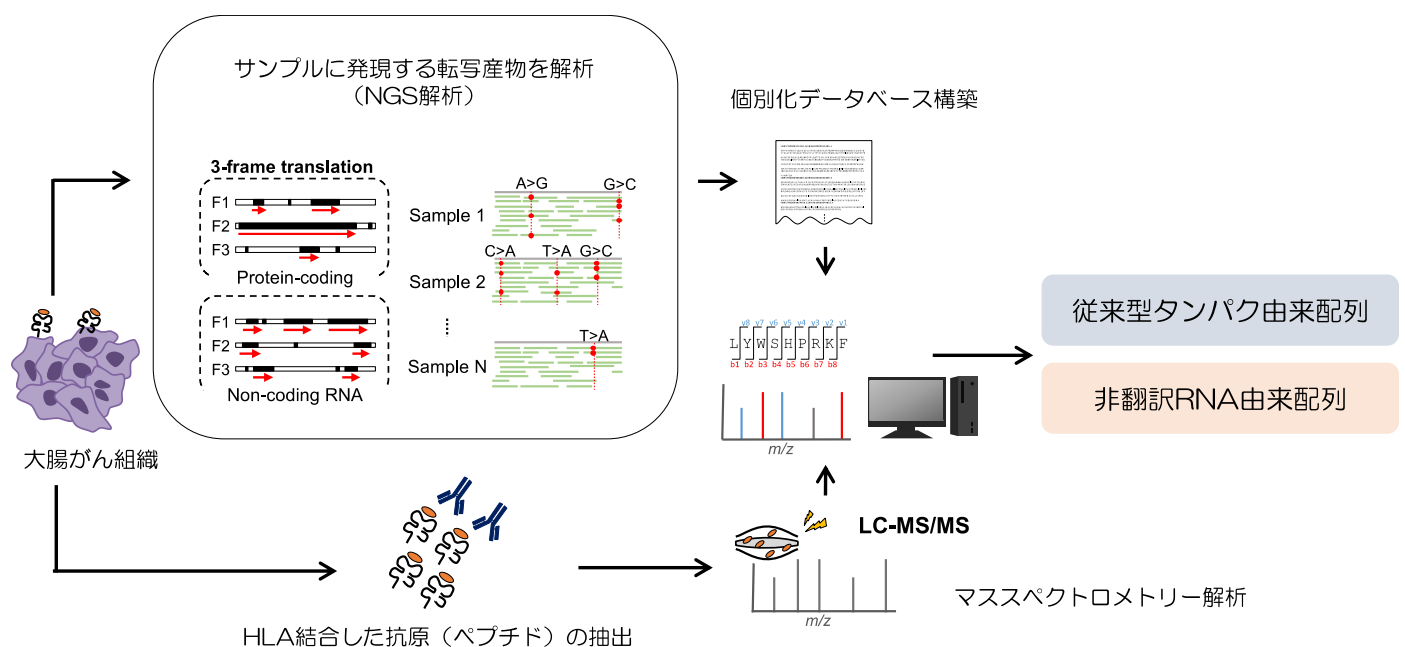 サンプルに発現する転写産物を解析
（NGS解析）
3-frame translation
F1
F2
F3
Protein-coding
F1
F2
F3
Non-coding RNA
A>G G>C
Sample 1
C>A T>A G>C
Sample 2
T>A
Sample N
個別化データベース構築
y8 y7 y6 y5 y4 y3 y2 y1
LYWSHPRKF
b1 b2 b3 b4 b5 b6 b7 b8
m/z
従来型タンパク由来配列
非翻訳RNA由来配列
大腸がん組織
HLA結合した抗原（ペプチド）の抽出
LC-MS/MS
m/z
マススペクトロメトリー解析